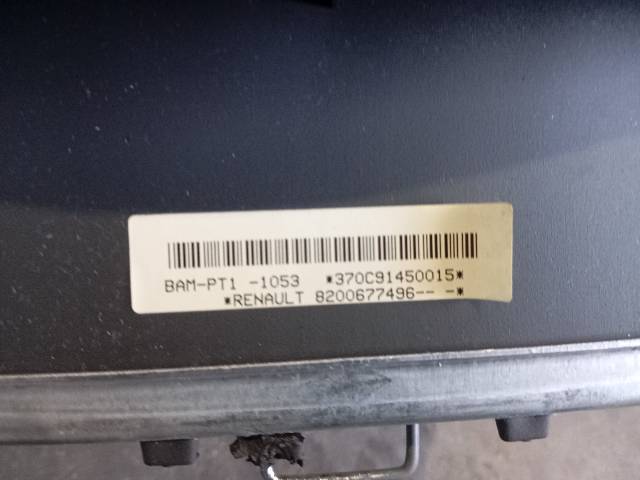 BAM-PT1 -1053 *370C91450015*
*RENAULT 8200677496-- -*